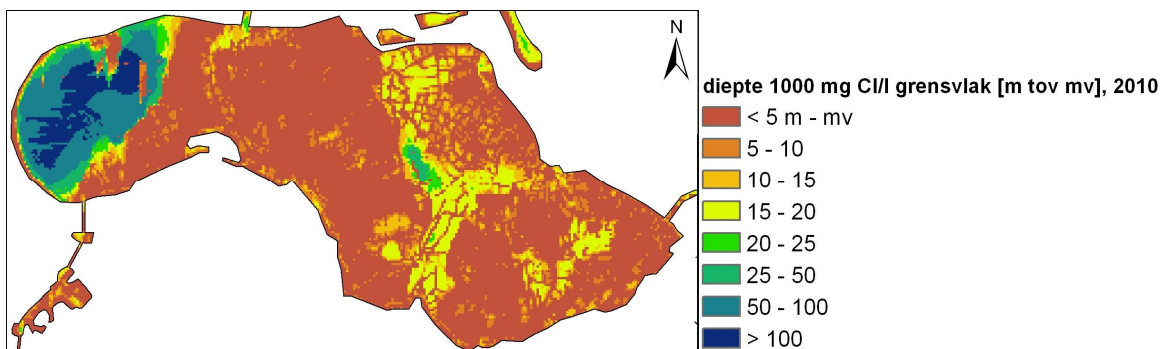 N
diepte 1000 mg Cl/l grensvlak [m tov mv], 2010
< 5 m - mv
5 - 10
10 - 15
15 - 20
20 - 25
25 - 50
50 - 100
> 100